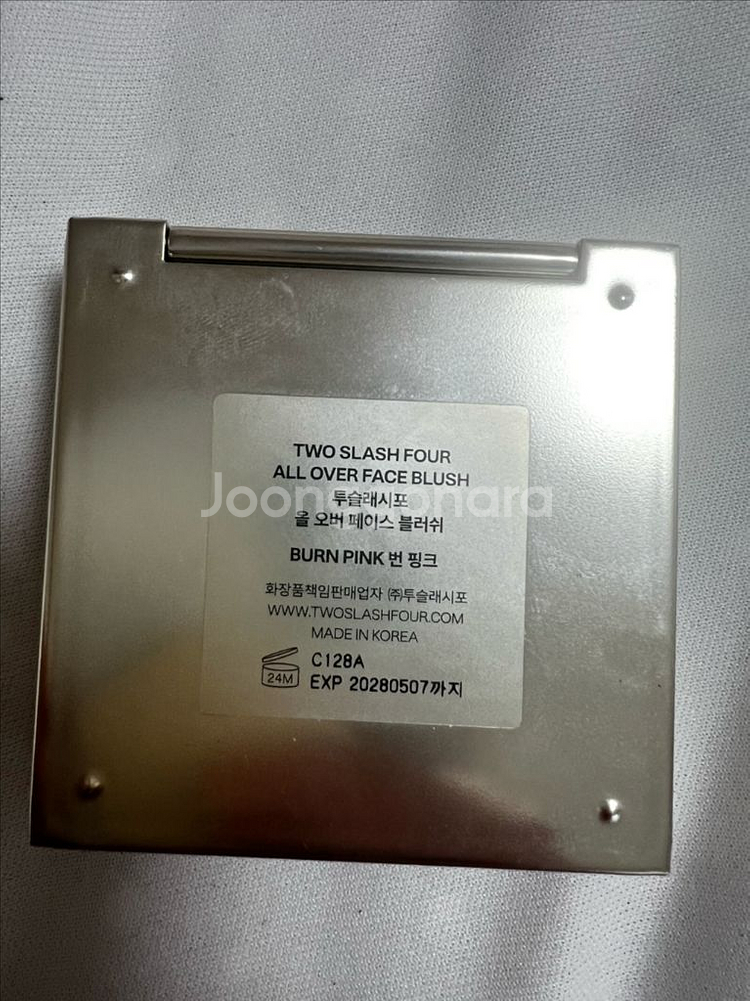 TWO SLASH FOUR
ALL OVER FACE BLUSH
투슬래시포
올 오버 페이스 블러쉬
BURN PINK 번 핑크
화장품책임판매업자 ㈜투슬래시포
WWW.TWOSLASHFOUR.COM
MADE IN KOREA
24M
C128A
EXP 20280507까지
Joonggonara